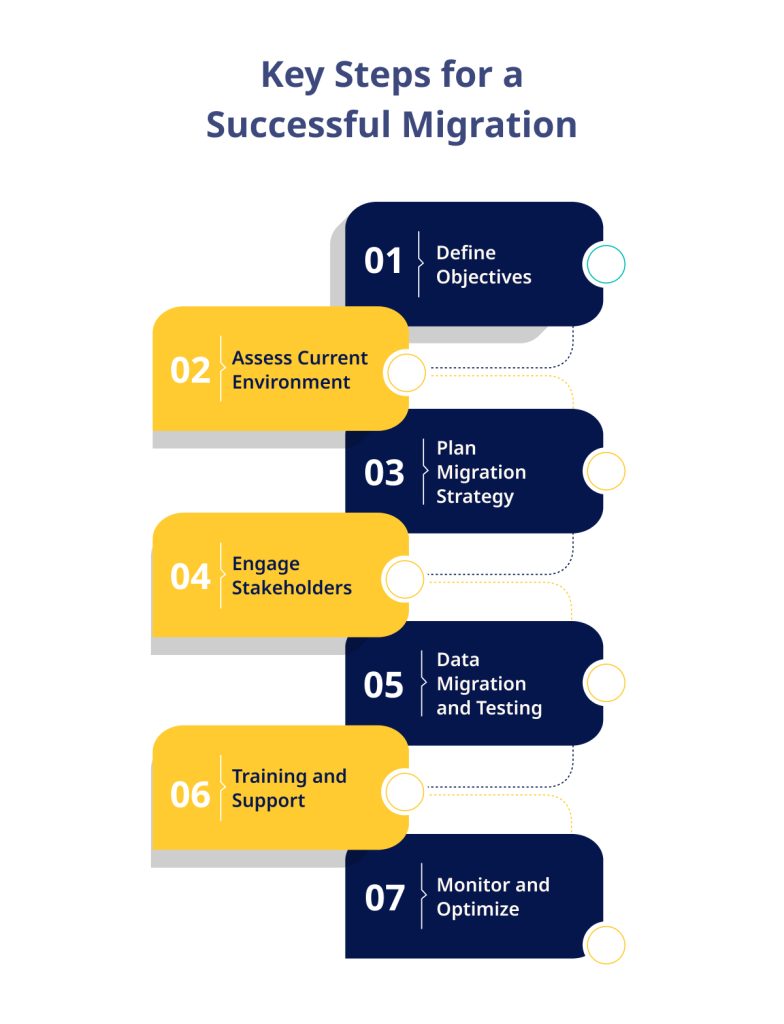 Key Steps for a
Successful Migration
01
Define
Objectives
02
Assess Current
Environment
03
Plan
Migration
Strategy
04
Engage
Stakeholders
05
Data
Migration
and Testing
06
Training and
Support
07
Monitor and
Optimize